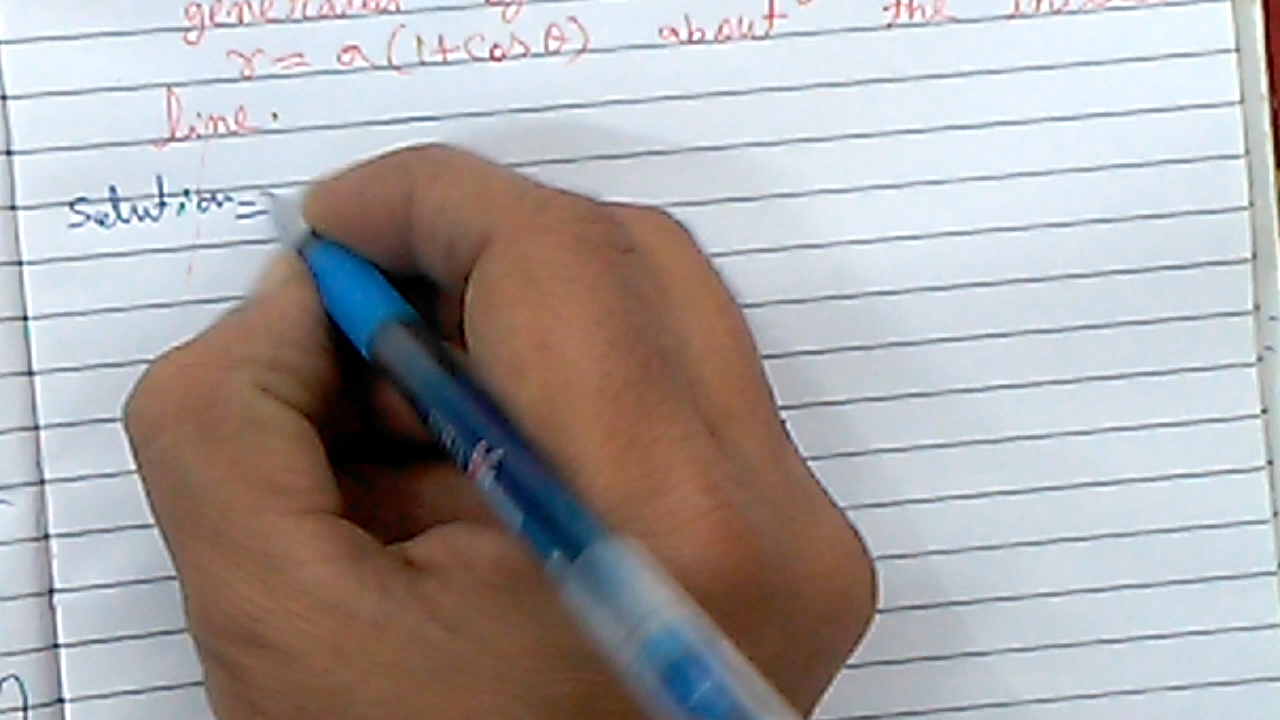 r = a (1+cos θ) about the
line.
Solution =